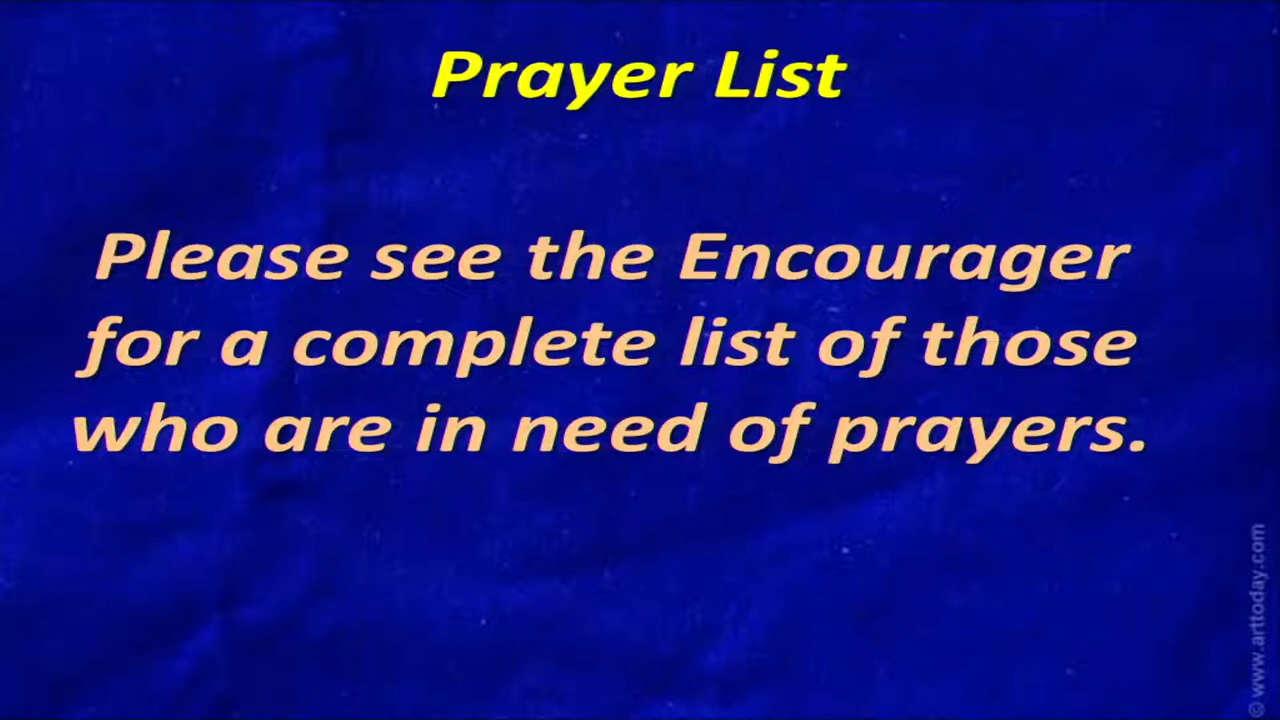 Prayer List
Please see the Encourager
for a complete list of those
who are in need of prayers.
© www.arttoday.com